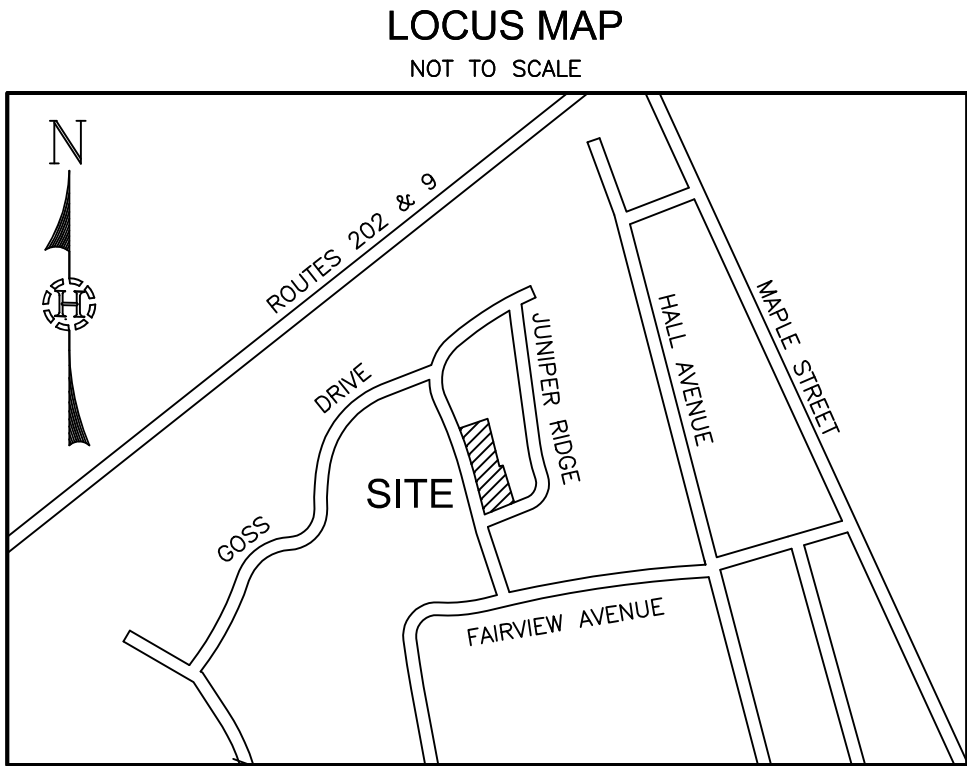 LOCUS MAP
NOT TO SCALE
N
H
ROUTES 202 & 9
MAPLE STREET
HALL AVENUE
JUNIPER RIDGE
DRIVE
SITE
GOSS
FAIRVIEW AVENUE